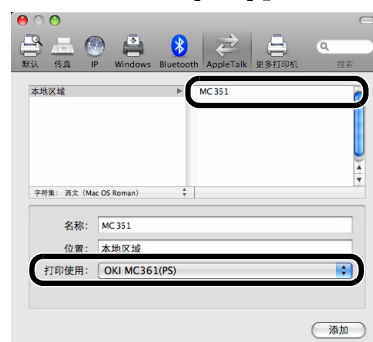 默认 传真 IP Windows Bluetooth AppleTalk 更多打印机 搜索
本地区域 MC351
字符集: 西文 (Mac OS Roman)
名称: MC351
位置: 本地区域
打印使用: OKI MC361(PS)
添加